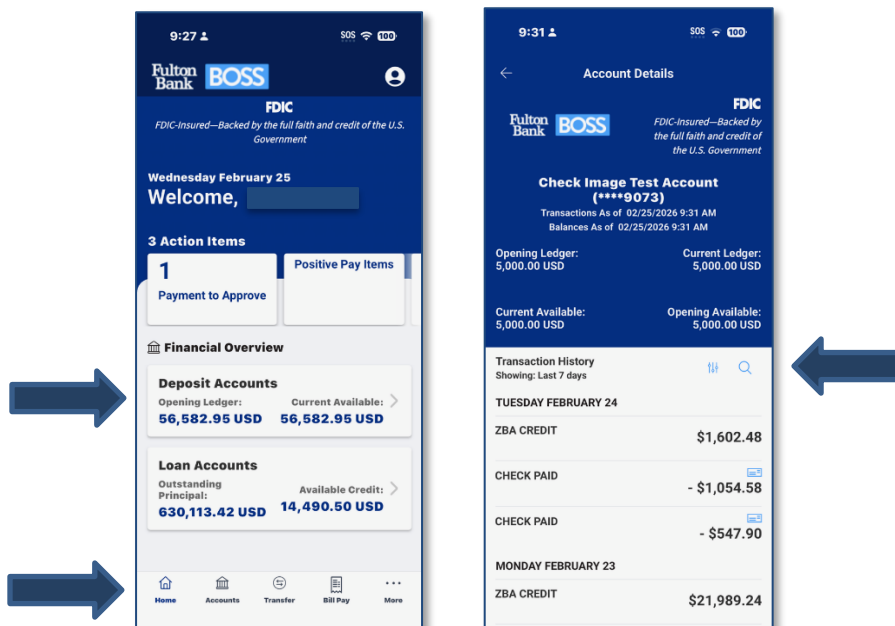 9:27
SOS
100
Fulton
Bank
BOSS
FDIC
FDIC-Insured—Backed by the full faith and credit of the U.S.
Government
Wednesday February 25
Welcome,
3 Action Items
1
Payment to Approve
Positive Pay Items
Financial Overview
Deposit Accounts
Opening Ledger:
Current Available:
56,582.95 USD
56,582.95 USD
Loan Accounts
Outstanding
Principal:
Available Credit:
630,113.42 USD
14,490.50 USD
Home
Accounts
Transfer
Bill Pay
More
9:31
SOS
100
Account Details
Fulton
Bank
BOSS
FDIC
FDIC-Insured—Backed by
the full faith and credit of
the U.S. Government
Check Image Test Account
(****9073)
Transactions As of 02/25/2026 9:31 AM
Balances As of 02/25/2026 9:31 AM
Opening Ledger:
5,000.00 USD
Current Ledger:
5,000.00 USD
Current Available:
5,000.00 USD
Opening Available:
5,000.00 USD
Transaction History
Showing: Last 7 days
TUESDAY FEBRUARY 24
ZBA CREDIT
$1,602.48
CHECK PAID
- $1,054.58
CHECK PAID
- $547.90
MONDAY FEBRUARY 23
ZBA CREDIT
$21,989.24